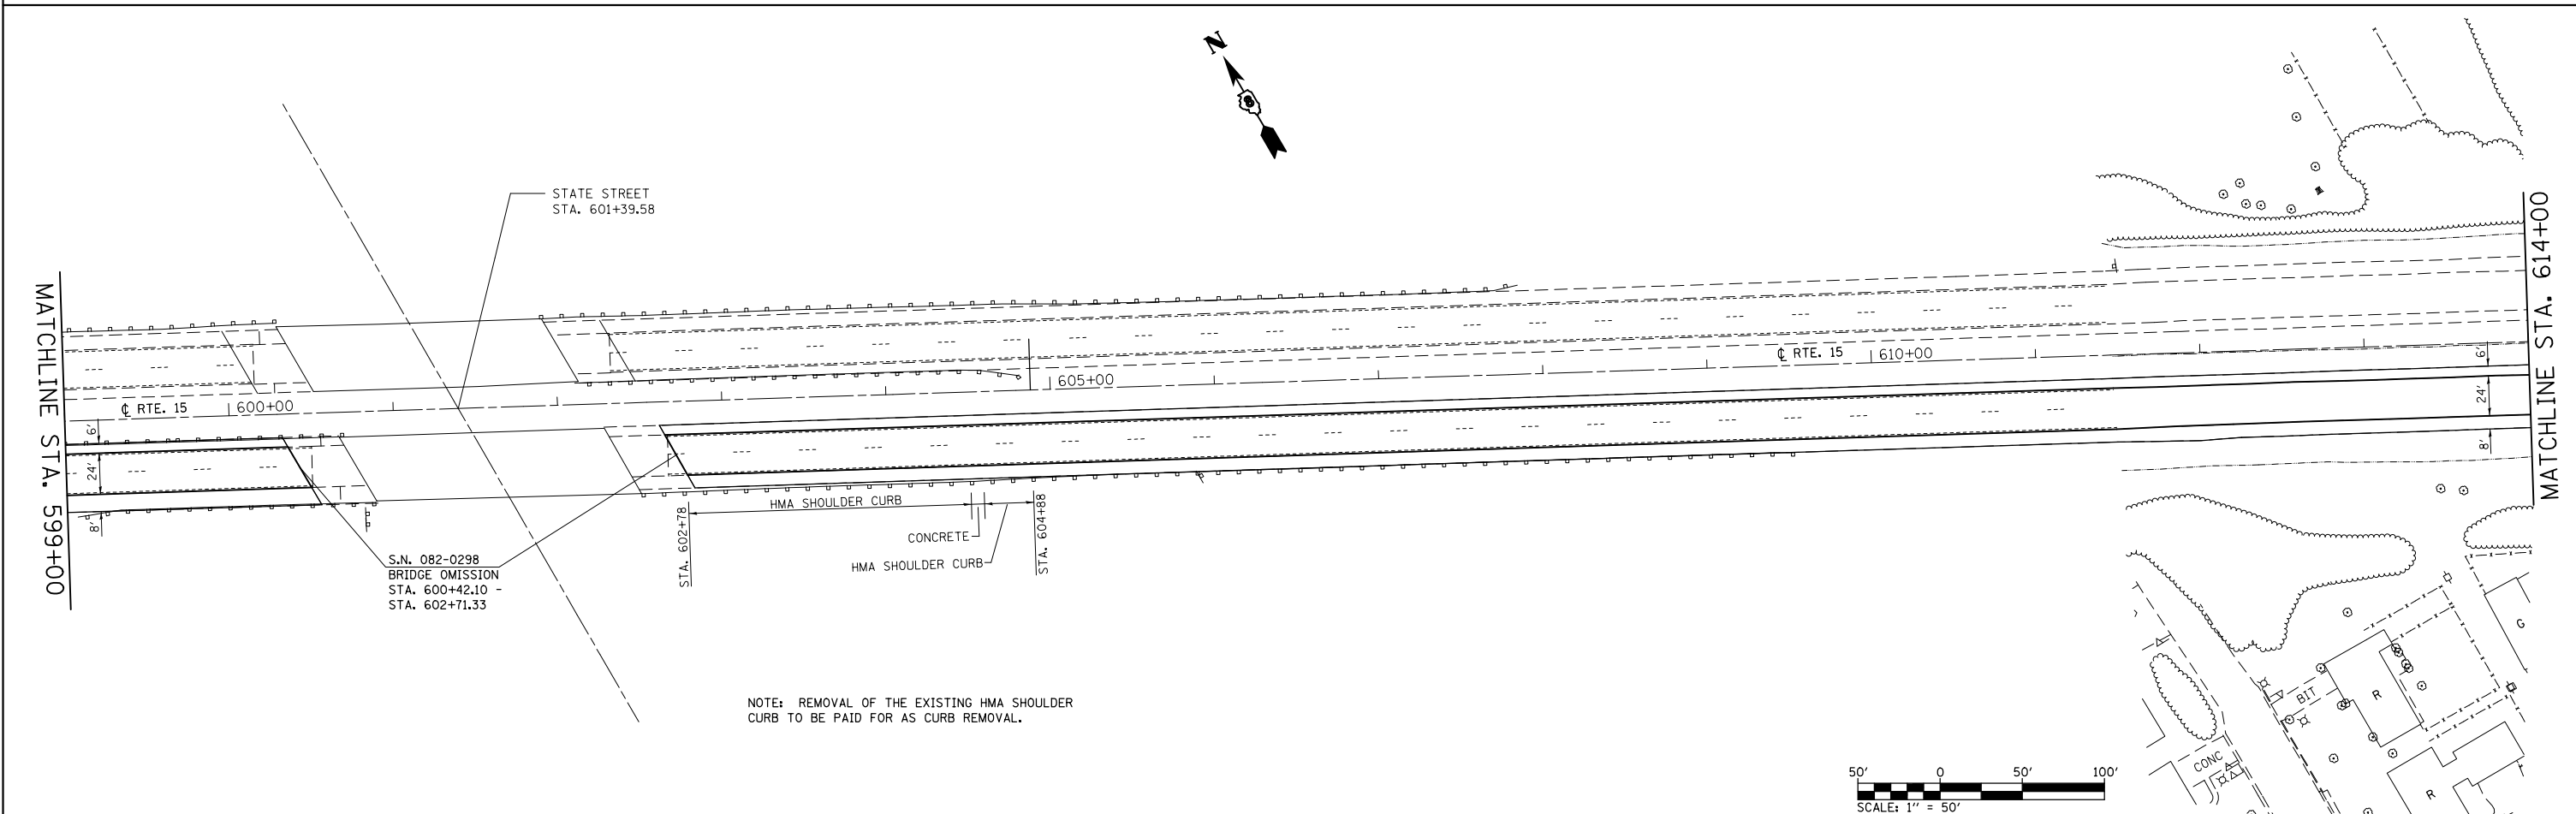 N
8
STATE STREET
STA. 601+39.58
MATCHLINE STA. 599+00
MATCHLINE STA. 614+00
℄ RTE. 15
600+00
605+00
℄ RTE. 15
610+00
6'
24'
8'
6'
24'
8'
S.N. 082-0298
BRIDGE OMISSION
STA. 600+42.10 -
STA. 602+71.33
STA. 602+78
HMA SHOULDER CURB
CONCRETE
HMA SHOULDER CURB
STA. 604+88
NOTE: REMOVAL OF THE EXISTING HMA SHOULDER
CURB TO BE PAID FOR AS CURB REMOVAL.
BIT
R
G
CONC
R
50' 0 50' 100'
SCALE: 1" = 50'